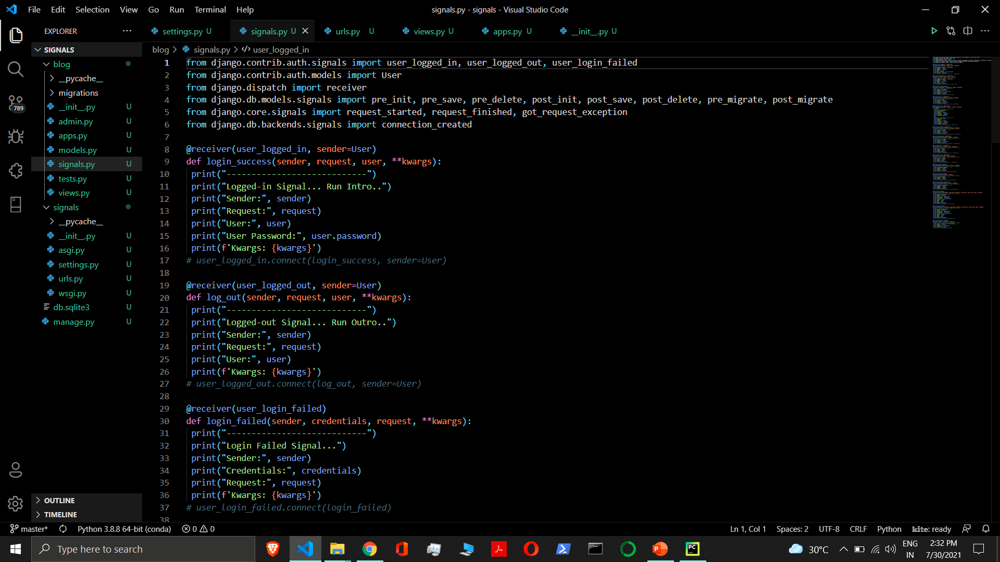 File Edit Selection View Go Run Terminal Help
signals.py - signals - Visual Studio Code
EXPLORER
settings.py U
signals.py U
urls.py U
views.py U
apps.py U
__init__.py U
SIGNALS
blog
__pycache__
migrations
__init__.py U
admin.py U
apps.py U
models.py U
signals.py U
tests.py U
views.py U
signals
__pycache__
__init__.py U
asgi.py U
settings.py U
urls.py U
wsgi.py U
db.sqlite3 U
manage.py U
OUTLINE
TIMELINE
789
blog > signals.py > user_logged_in
1 from django.contrib.auth.signals import user_logged_in, user_logged_out, user_login_failed
2 from django.contrib.auth.models import User
3 from django.dispatch import receiver
4 from django.db.models.signals import pre_init, pre_save, pre_delete, post_init, post_save, post_delete, pre_migrate, post_migrate
5 from django.core.signals import request_started, request_finished, got_request_exception
6 from django.db.backends.signals import connection_created
7
8 @receiver(user_logged_in, sender=User)
9 def login_success(sender, request, user, **kwargs):
10 print("----------------------------")
11 print("Logged-in Signal... Run Intro..")
12 print("Sender:", sender)
13 print("Request:", request)
14 print("User:", user)
15 print("User Password:", user.password)
16 print(f'Kwargs: {kwargs}')
17 # user_logged_in.connect(login_success, sender=User)
18
19 @receiver(user_logged_out, sender=User)
20 def log_out(sender, request, user, **kwargs):
21 print("----------------------------")
22 print("Logged-out Signal... Run Outro..")
23 print("Sender:", sender)
24 print("Request:", request)
25 print("User:", user)
26 print(f'Kwargs: {kwargs}')
27 # user_logged_out.connect(log_out, sender=User)
28
29 @receiver(user_login_failed)
30 def login_failed(sender, credentials, request, **kwargs):
31 print("----------------------------")
32 print("Login Failed Signal...")
33 print("Sender:", sender)
34 print("Credentials:", credentials)
35 print("Request:", request)
36 print(f'Kwargs: {kwargs}')
37 # user_login_failed.connect(login_failed)
38
master* Python 3.8.8 64-bit (conda) 0 0 Ln 1, Col 1 Spaces: 2 UTF-8 CRLF Python kite: ready
Type here to search
30°C
ENG
IN
2:32 PM
7/30/2021